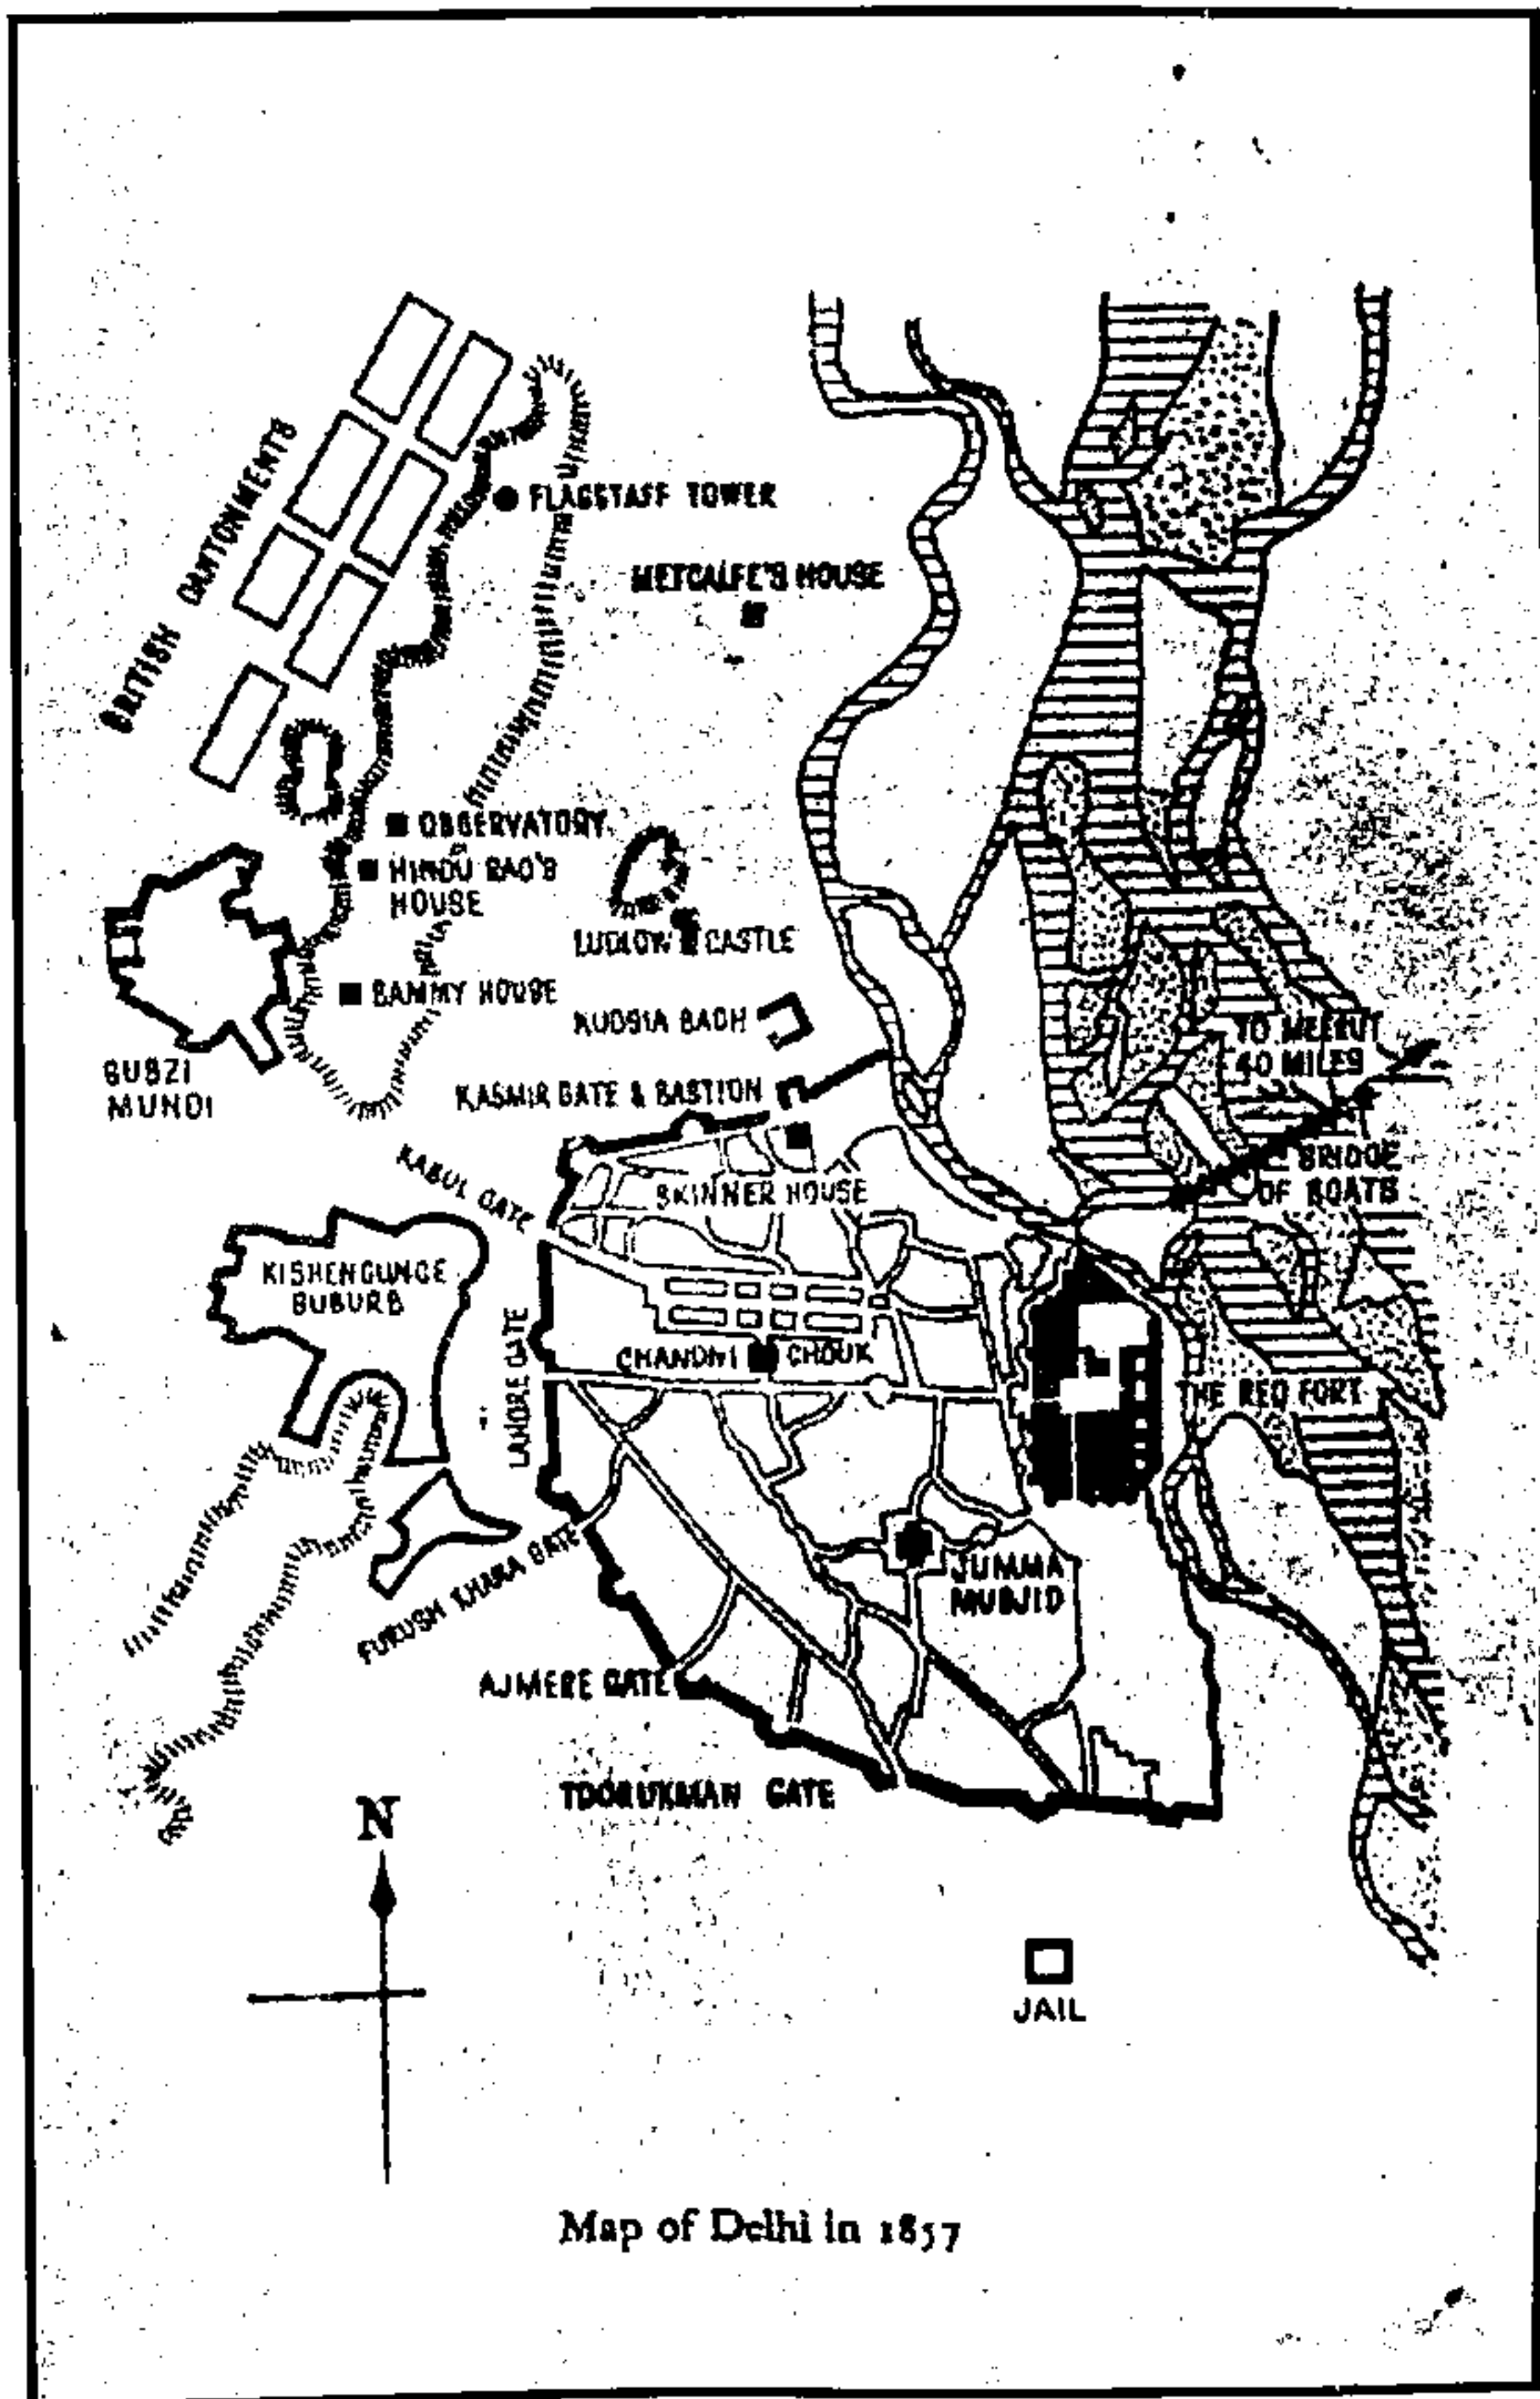 BRITISH CANTONMENTS
FLAGSTAFF TOWER
METCALFE'S HOUSE
OBSERVATORY
HINDU RAO'S
HOUSE
LUDLOW CASTLE
SAMMY HOUSE
KUDSIA BAGH
TO MEERUT
40 MILES
SUBZI
MUNDI
KASMIR GATE & BASTION
BRIDGE
OF BOATS
KABUL GATE
SKINNER HOUSE
KISHENGUNGE
SUBURB
LAHORE GATE
CHANDNI CHOUK
THE RED FORT
FURUSH KHANA GATE
JUMMA
MUSJID
AJMERE GATE
TOORUKMAN GATE
N
JAIL
Map of Delhi in 1857